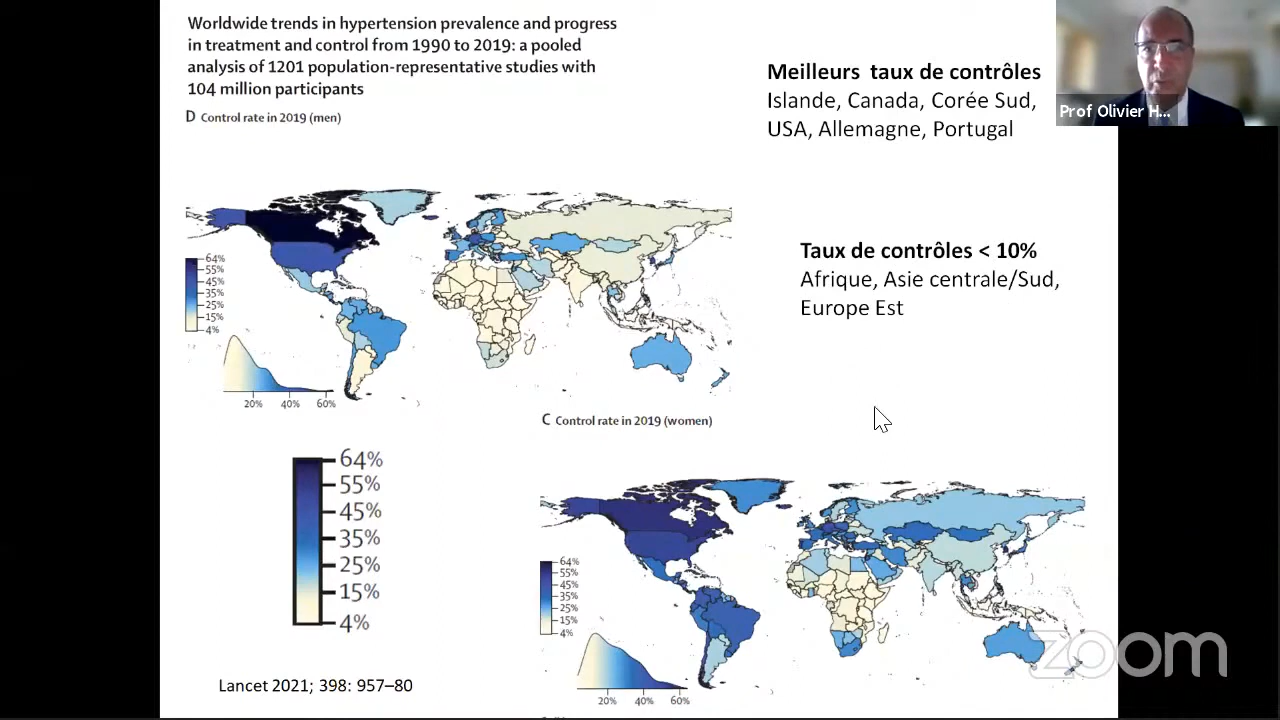 Worldwide trends in hypertension prevalence and progress
in treatment and control from 1990 to 2019: a pooled
analysis of 1201 population-representative studies with
104 million participants
D Control rate in 2019 (men)
Meilleurs taux de contrôles
Islande, Canada, Corée Sud,
USA, Allemagne, Portugal
Prof Olivier H...
Taux de contrôles < 10%
Afrique, Asie centrale/Sud,
Europe Est
64%
55%
45%
35%
25%
15%
4%
20% 40% 60%
C Control rate in 2019 (women)
64%
55%
45%
35%
25%
15%
4%
64%
55%
45%
35%
25%
15%
4%
20% 40% 60%
Lancet 2021; 398: 957–80
zoom